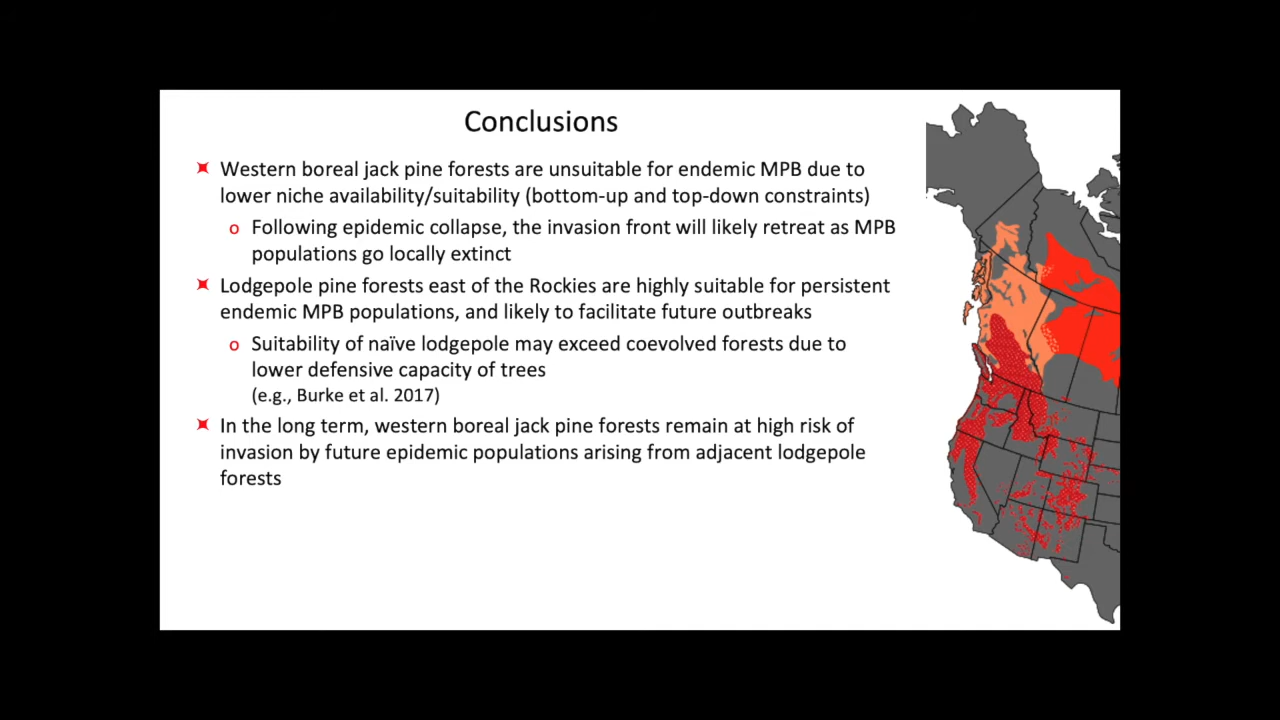 Conclusions
Western boreal jack pine forests are unsuitable for endemic MPB due to
lower niche availability/suitability (bottom-up and top-down constraints)
o Following epidemic collapse, the invasion front will likely retreat as MPB
populations go locally extinct
Lodgepole pine forests east of the Rockies are highly suitable for persistent
endemic MPB populations, and likely to facilitate future outbreaks
o Suitability of naïve lodgepole may exceed coevolved forests due to
lower defensive capacity of trees
(e.g., Burke et al. 2017)
In the long term, western boreal jack pine forests remain at high risk of
invasion by future epidemic populations arising from adjacent lodgepole
forests